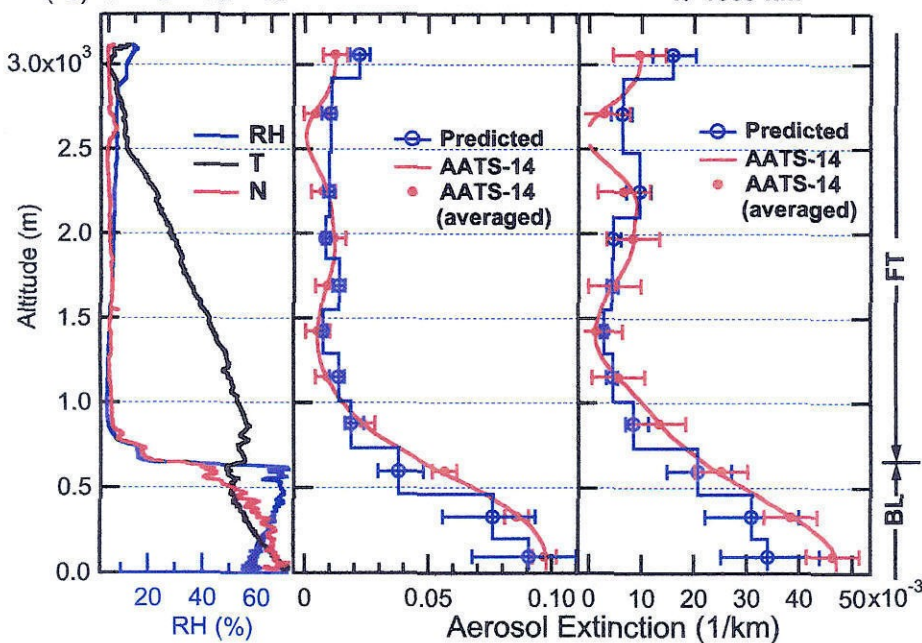 3.0x10³
2.5
2.0
1.5
1.0
0.5
0.0
Altitude (m)
RH
T
N
20 40 60
RH (%)
Predicted
AATS-14
AATS-14
(averaged)
0 0.05 0.10
Predicted
AATS-14
AATS-14
(averaged)
0 10 20 30 40 50x10⁻³
Aerosol Extinction (1/km)
FT
BL